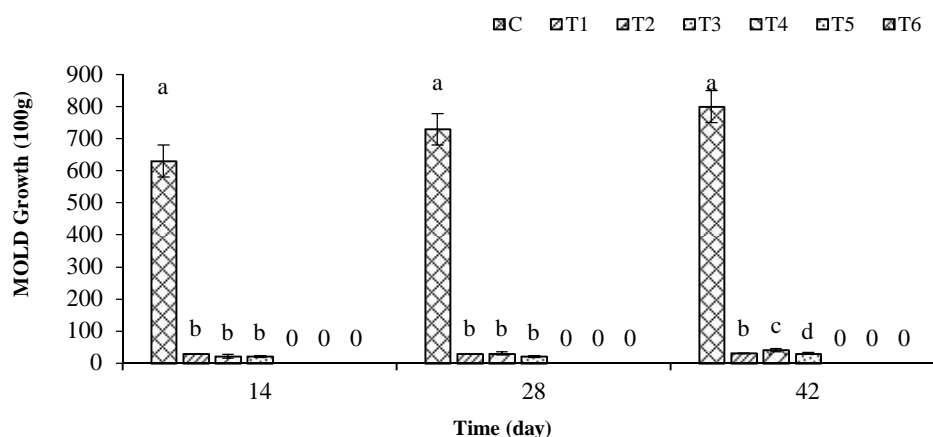 C T1 T2 T3 T4 T5 T6
900
800
700
600
500
400
300
200
100
0
MOLD Growth (100g)
a
b b b 0 0 0
a
b b b 0 0 0
a
b c d 0 0 0
14 28 42
Time (day)